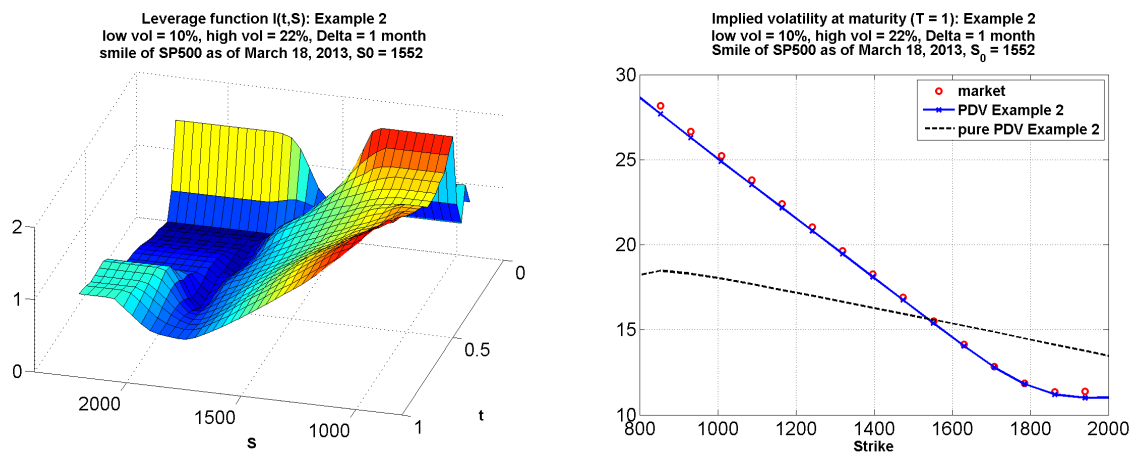 Leverage function l(t,S): Example 2
low vol = 10%, high vol = 22%, Delta = 1 month
smile of SP500 as of March 18, 2013, S0 = 1552
2
1
0
2000
1500
1000
S
0
0.5
1
t
Implied volatility at maturity (T = 1): Example 2
low vol = 10%, high vol = 22%, Delta = 1 month
Smile of SP500 as of March 18, 2013, S0 = 1552
30
25
20
15
10
market
PDV Example 2
pure PDV Example 2
800 1000 1200 1400 1600 1800 2000
Strike